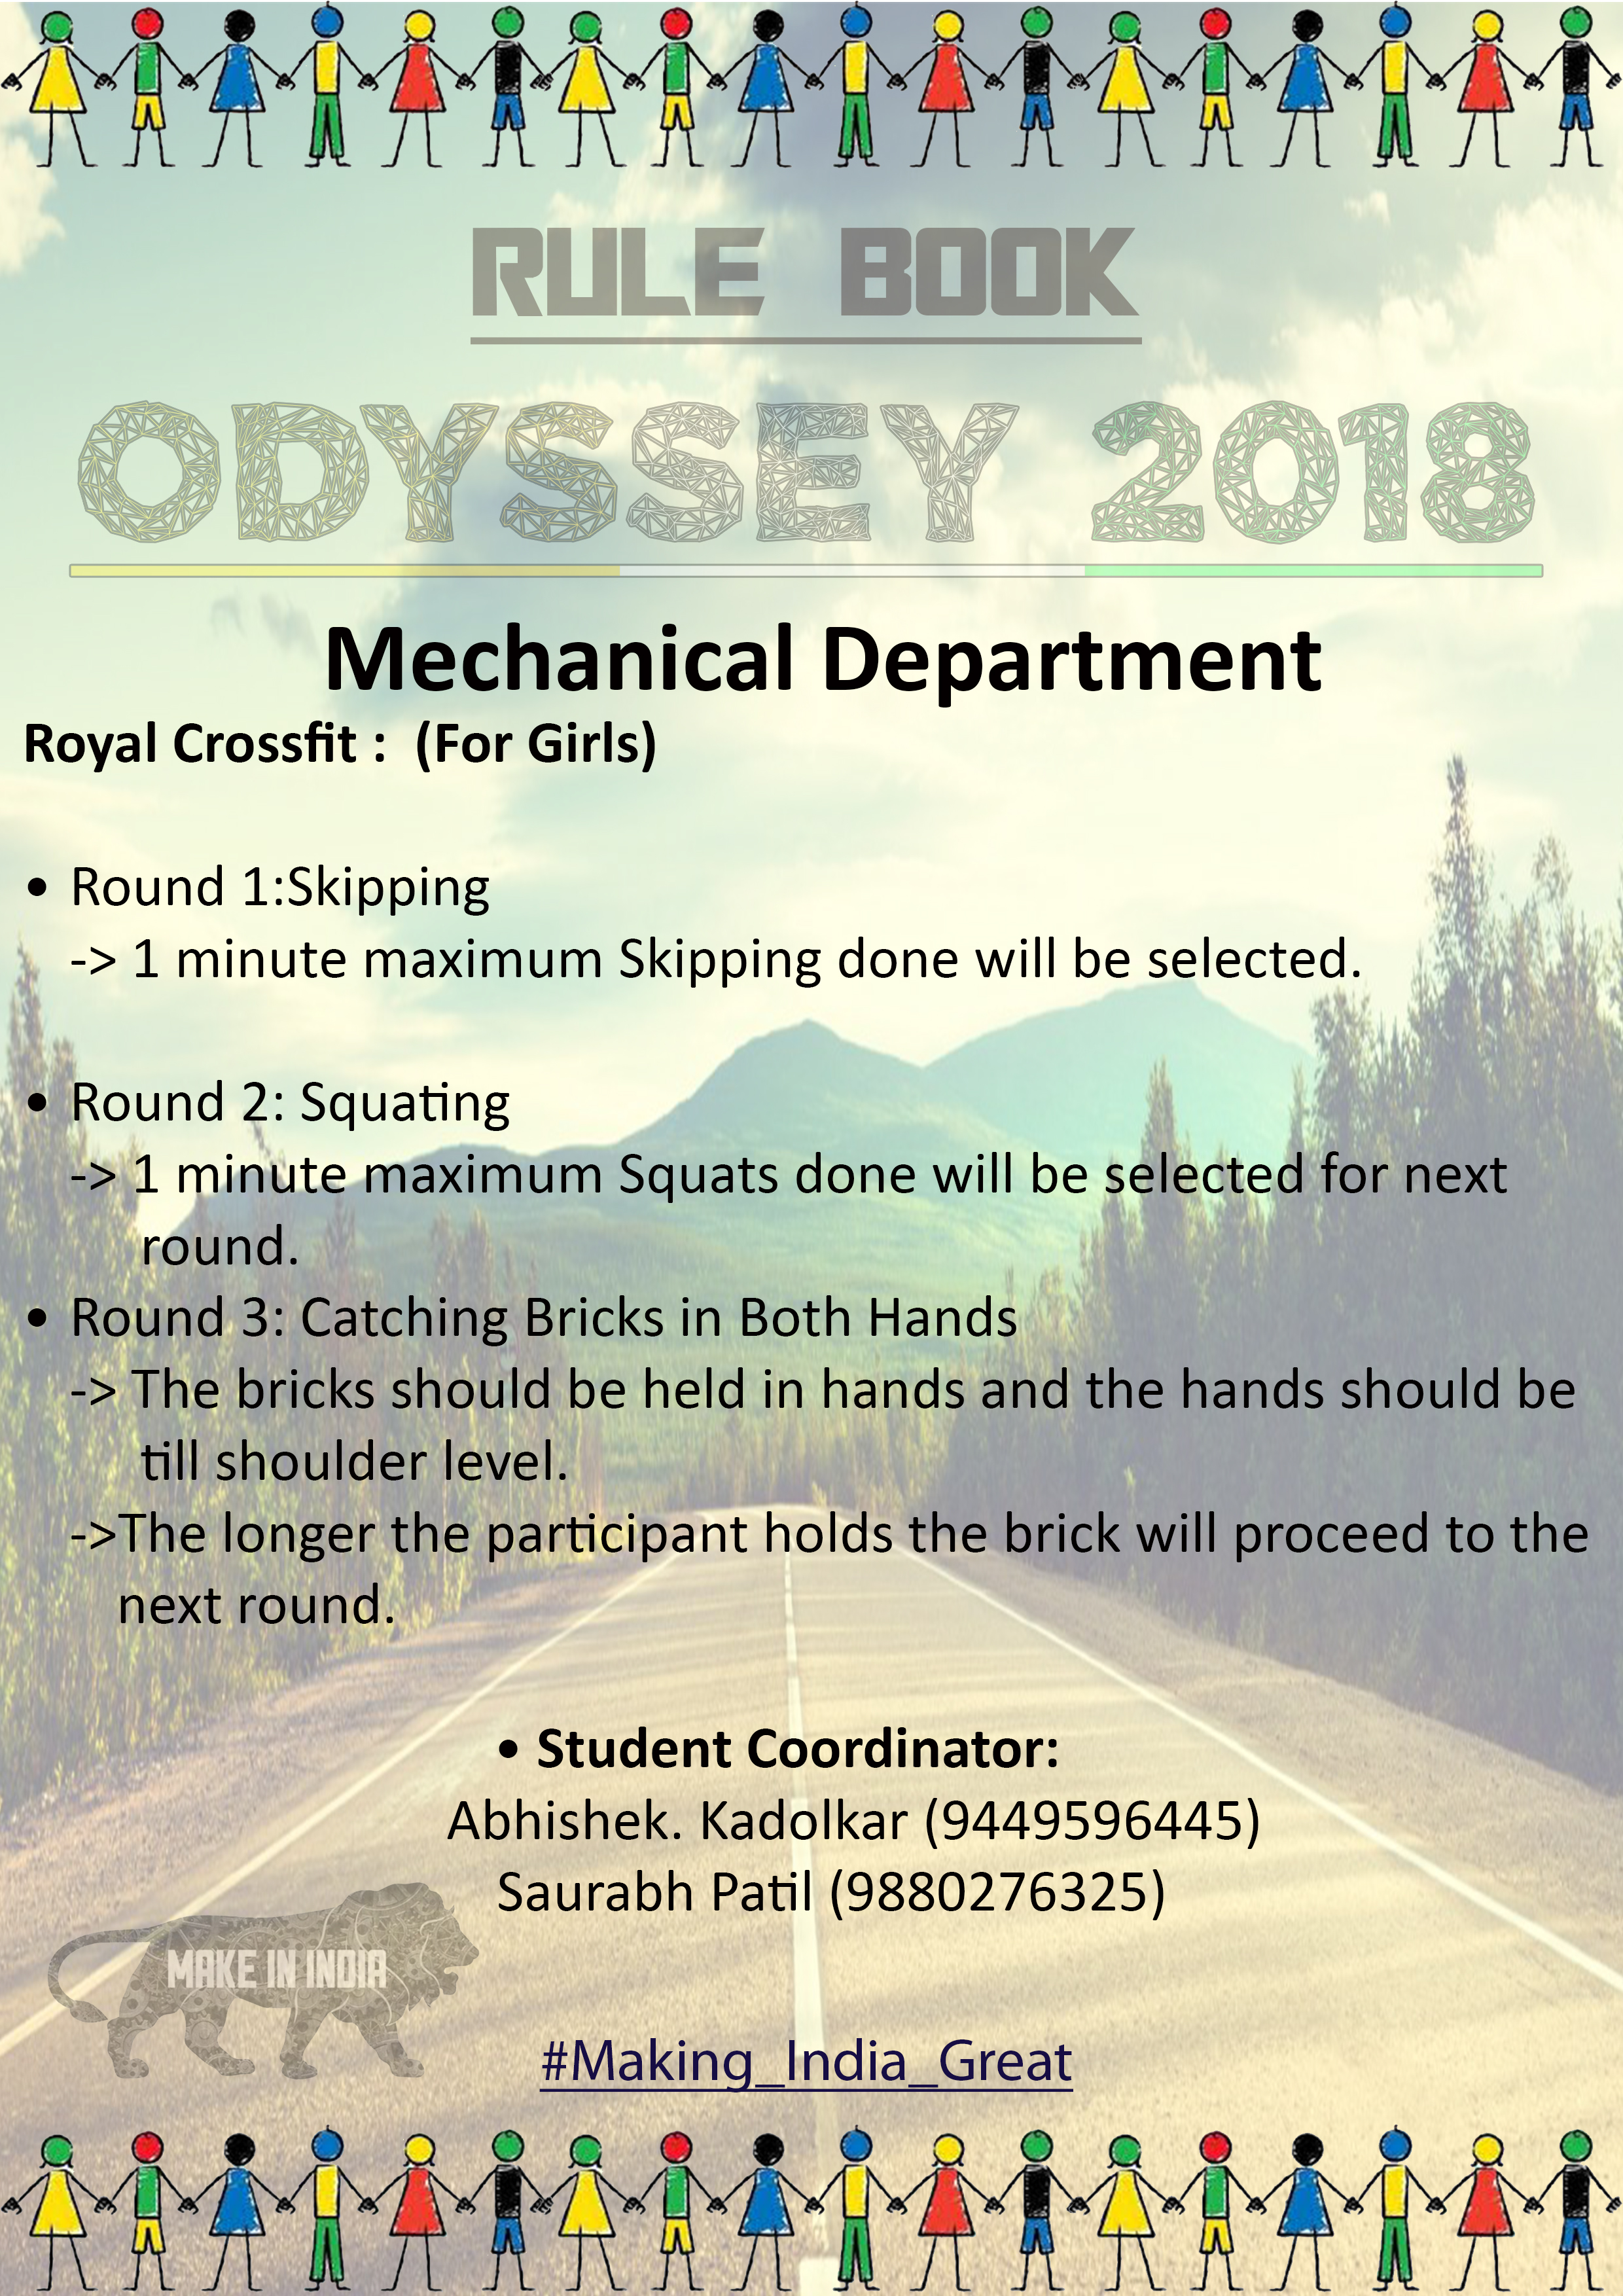 RULE BOOK
ODYSSEY 2018
Mechanical Department
Royal Crossfit : (For Girls)
• Round 1:Skipping
-> 1 minute maximum Skipping done will be selected.
• Round 2: Squating
-> 1 minute maximum Squats done will be selected for next
round.
• Round 3: Catching Bricks in Both Hands
-> The bricks should be held in hands and the hands should be
till shoulder level.
->The longer the participant holds the brick will proceed to the
next round.
• Student Coordinator:
Abhishek. Kadolkar (9449596445)
Saurabh Patil (9880276325)
MAKE IN INDIA
#Making_India_Great